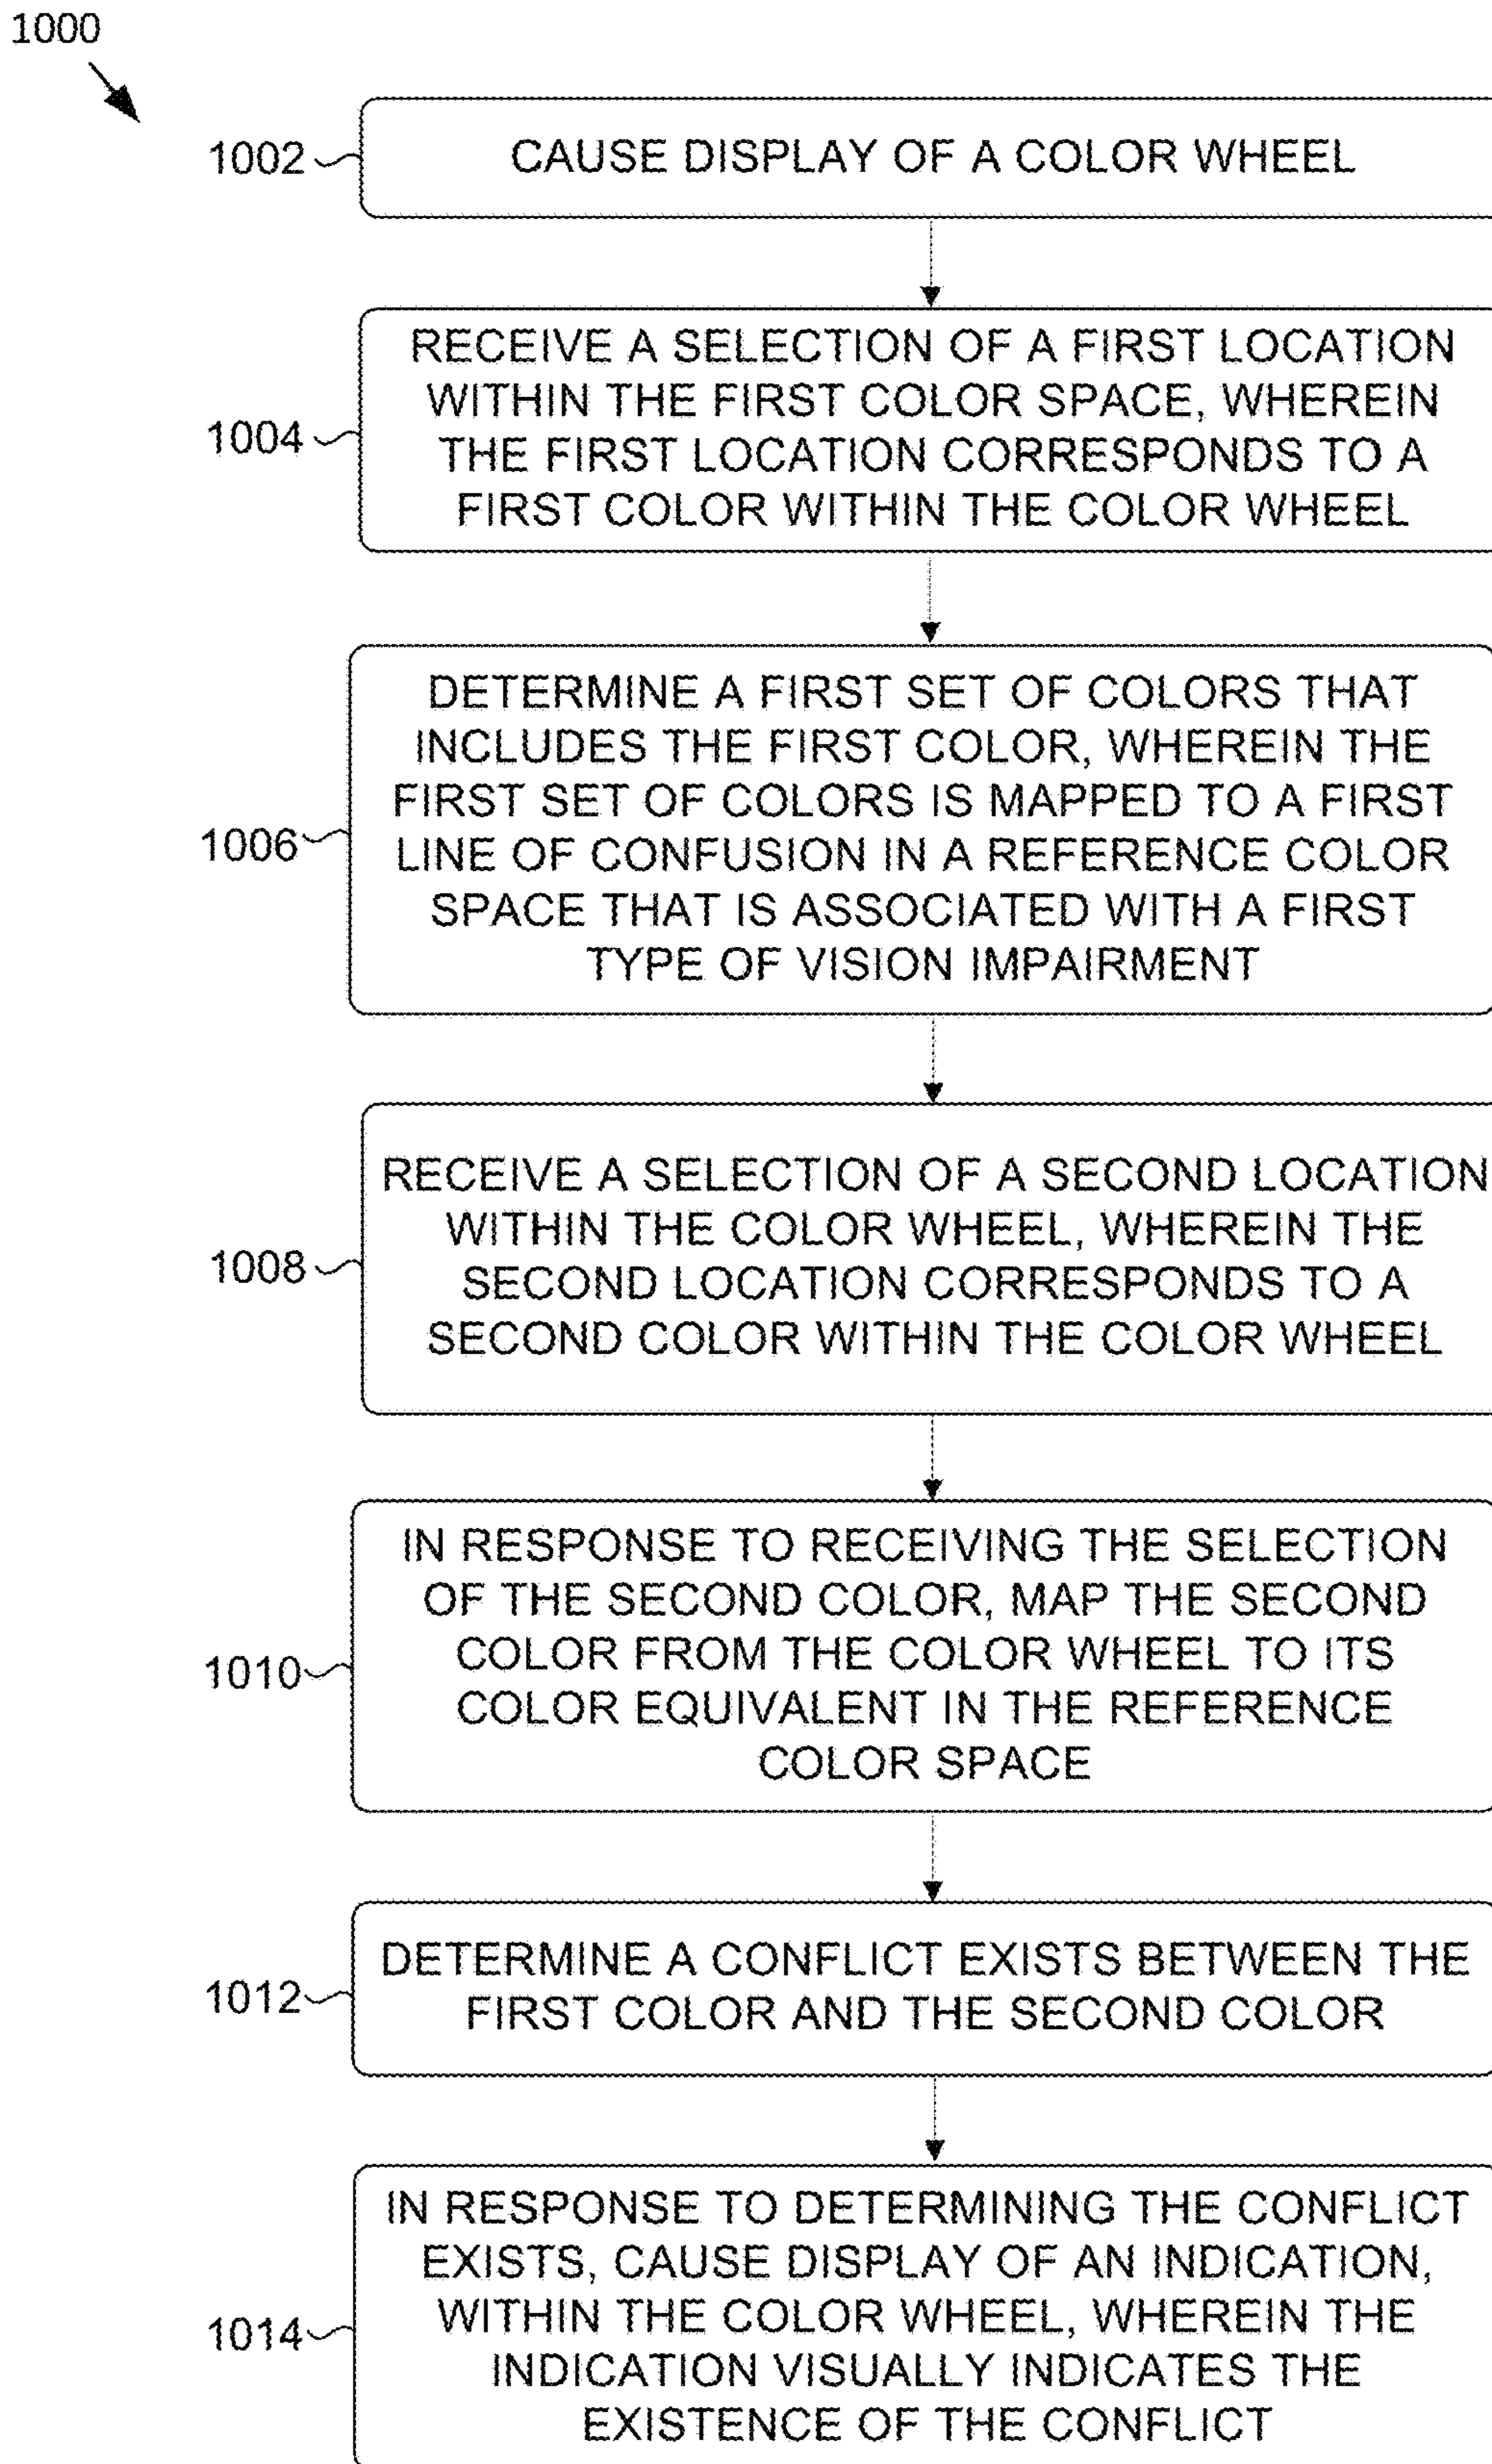 1000
1002
CAUSE DISPLAY OF A COLOR WHEEL
1004
RECEIVE A SELECTION OF A FIRST LOCATION
WITHIN THE FIRST COLOR SPACE, WHEREIN
THE FIRST LOCATION CORRESPONDS TO A
FIRST COLOR WITHIN THE COLOR WHEEL
1006
DETERMINE A FIRST SET OF COLORS THAT
INCLUDES THE FIRST COLOR, WHEREIN THE
FIRST SET OF COLORS IS MAPPED TO A FIRST
LINE OF CONFUSION IN A REFERENCE COLOR
SPACE THAT IS ASSOCIATED WITH A FIRST
TYPE OF VISION IMPAIRMENT
1008
RECEIVE A SELECTION OF A SECOND LOCATION
WITHIN THE COLOR WHEEL, WHEREIN THE
SECOND LOCATION CORRESPONDS TO A
SECOND COLOR WITHIN THE COLOR WHEEL
1010
IN RESPONSE TO RECEIVING THE SELECTION
OF THE SECOND COLOR, MAP THE SECOND
COLOR FROM THE COLOR WHEEL TO ITS
COLOR EQUIVALENT IN THE REFERENCE
COLOR SPACE
1012
DETERMINE A CONFLICT EXISTS BETWEEN THE
FIRST COLOR AND THE SECOND COLOR
1014
IN RESPONSE TO DETERMINING THE CONFLICT
EXISTS, CAUSE DISPLAY OF AN INDICATION,
WITHIN THE COLOR WHEEL, WHEREIN THE
INDICATION VISUALLY INDICATES THE
EXISTENCE OF THE CONFLICT